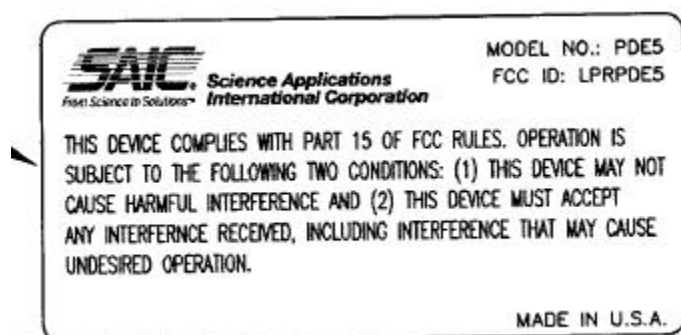 SAIC.
From Science to Solutions™
Science Applications
International Corporation
MODEL NO.: PDE5
FCC ID: LPRPDE5
THIS DEVICE COMPLIES WITH PART 15 OF FCC RULES. OPERATION IS
SUBJECT TO THE FOLLOWING TWO CONDITIONS: (1) THIS DEVICE MAY NOT
CAUSE HARMFUL INTERFERENCE AND (2) THIS DEVICE MUST ACCEPT
ANY INTERFERNCE RECEIVED, INCLUDING INTERFERENCE THAT MAY CAUSE
UNDESIRED OPERATION.
MADE IN U.S.A.